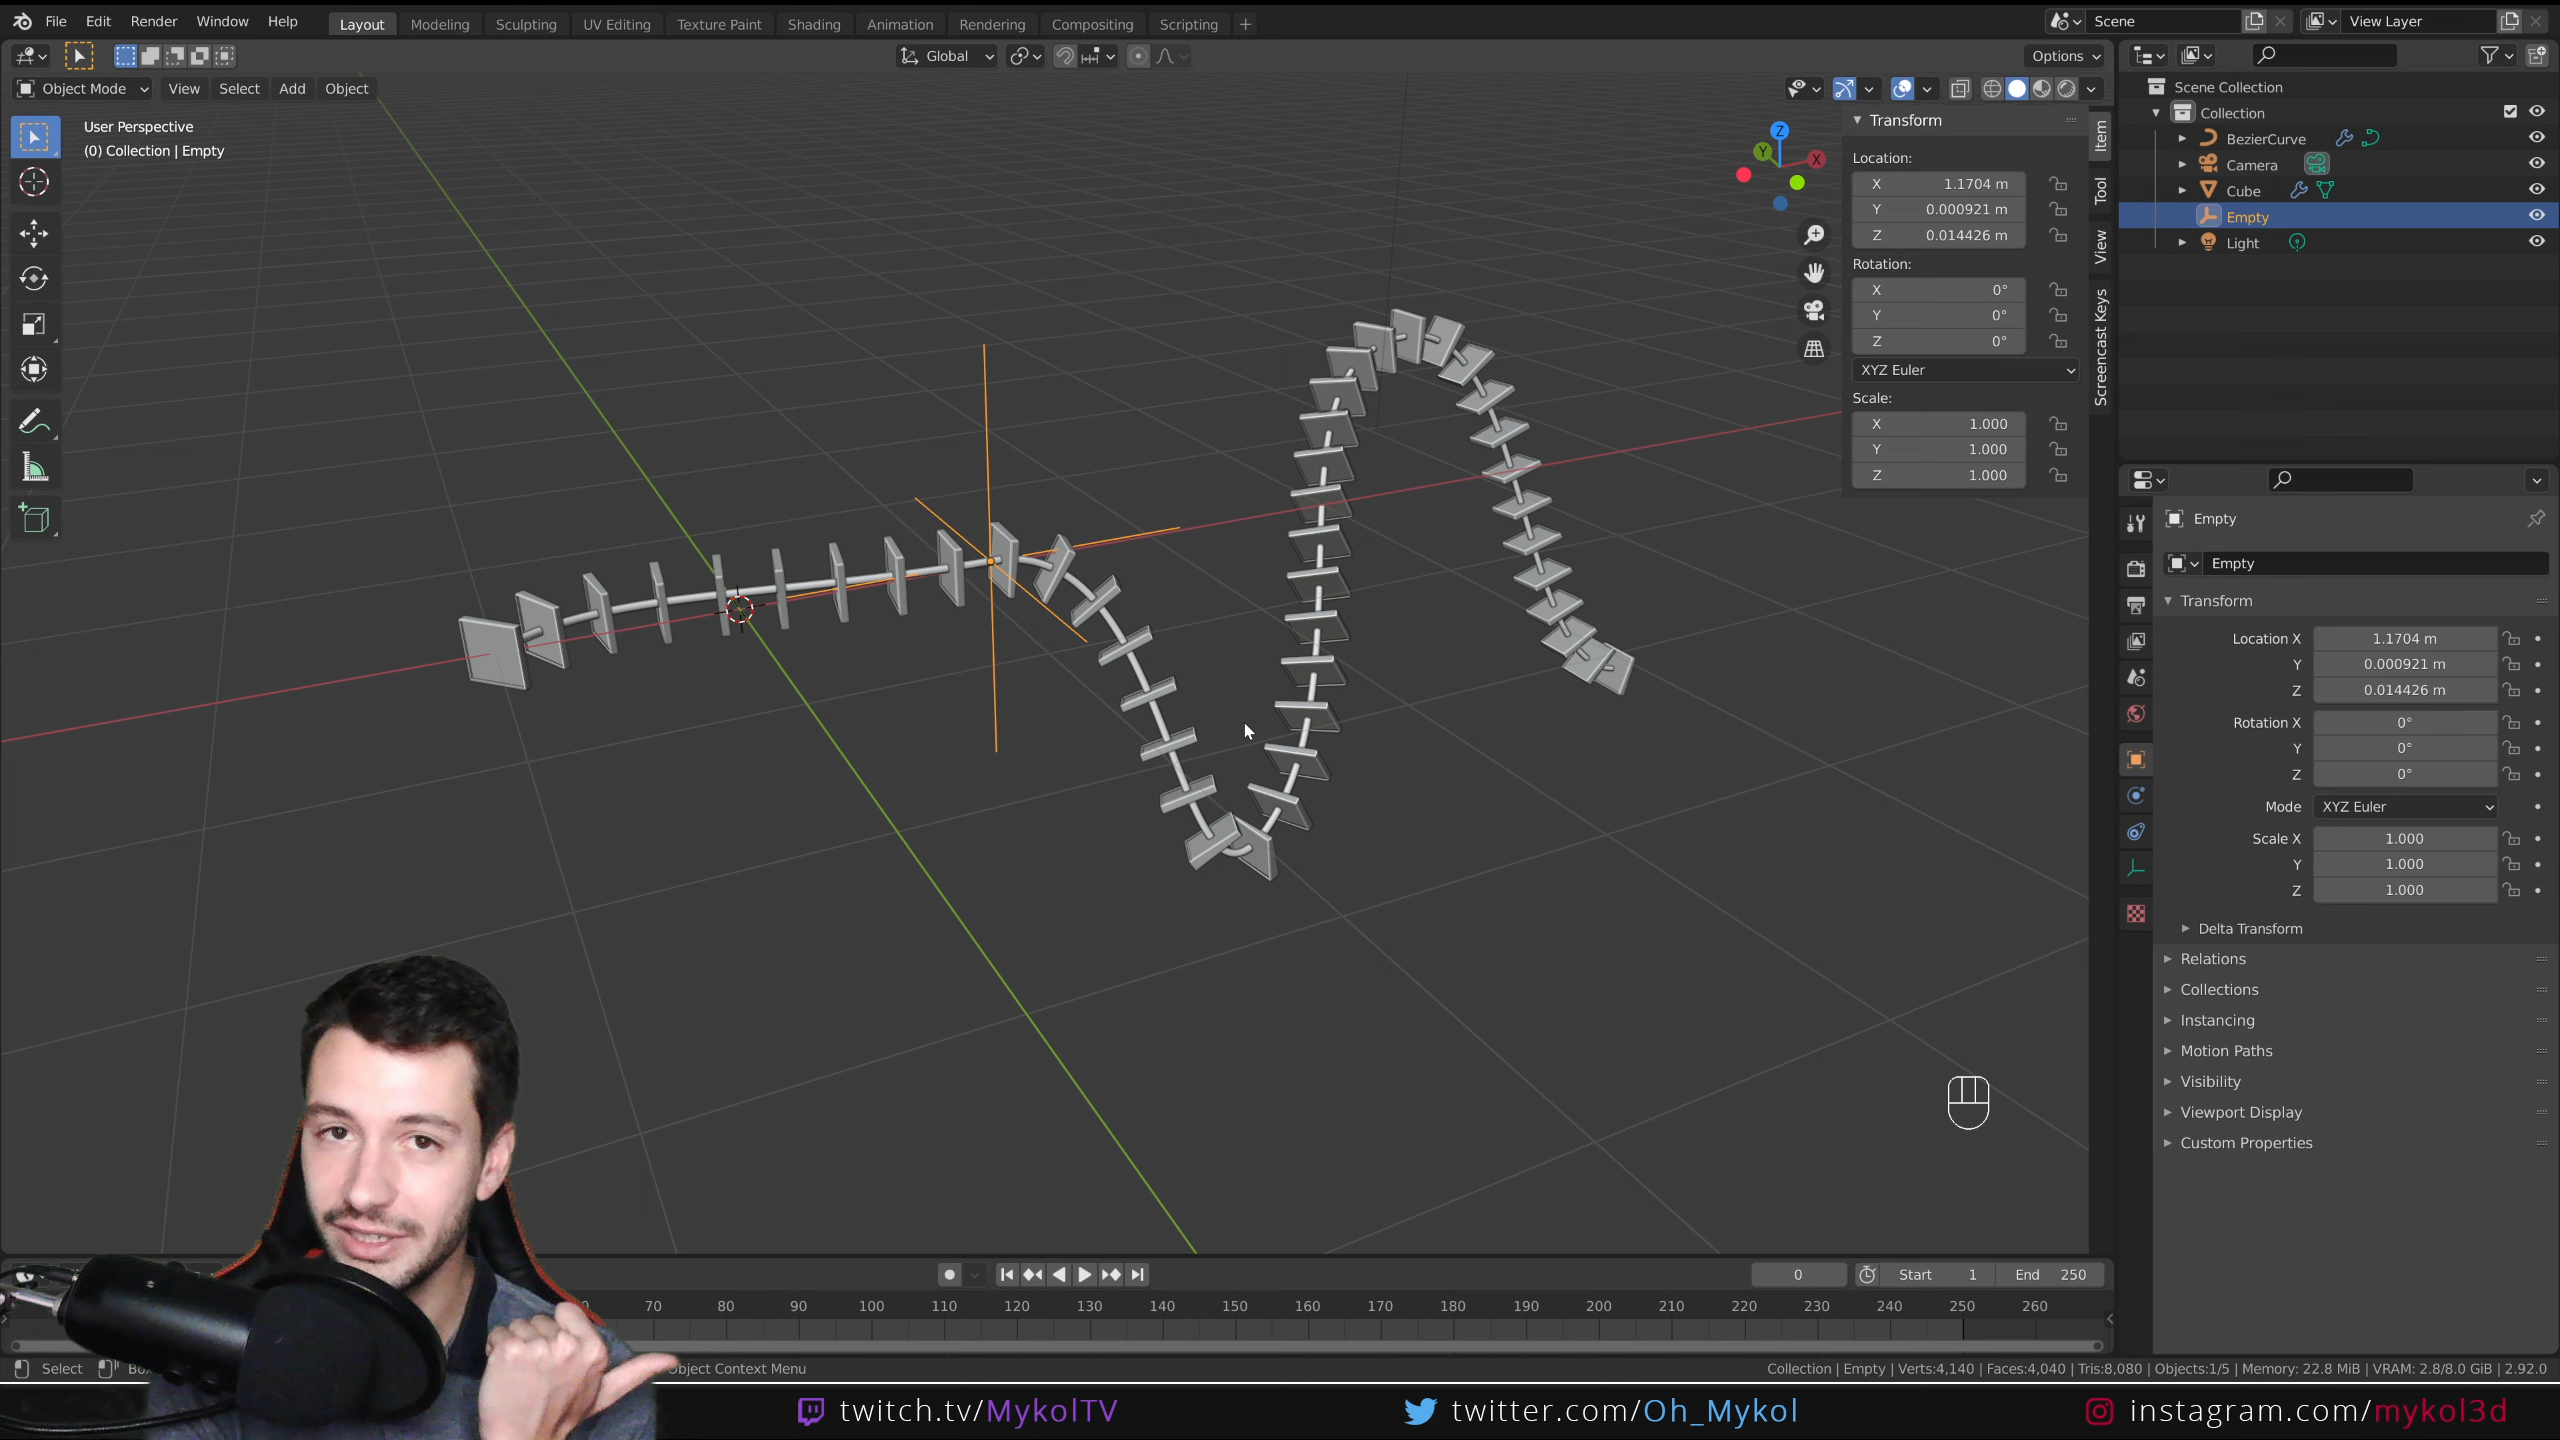 File Edit Render Window Help Layout Modeling Sculpting UV Editing Texture Paint Shading Animation Rendering Compositing Scripting + Scene View Layer
Global Options
Object Mode View Select Add Object
User Perspective
(0) Collection | Empty
Z
Y
X
Transform
Location:
X 1.1704 m
Y 0.000921 m
Z 0.014426 m
Rotation:
X 0°
Y 0°
Z 0°
XYZ Euler
Scale:
X 1.000
Y 1.000
Z 1.000
Item
Tool
View
Screencast Keys
Scene Collection
Collection
BezierCurve
Camera
Cube
Empty
Light
Empty
Empty
Transform
Location X 1.1704 m
Y 0.000921 m
Z 0.014426 m
Rotation X 0°
Y 0°
Z 0°
Mode XYZ Euler
Scale X 1.000
Y 1.000
Z 1.000
Delta Transform
Relations
Collections
Instancing
Motion Paths
Visibility
Viewport Display
Custom Properties
0 Start 1 End 250
70 80 90 100 110 120 130 140 150 160 170 180 190 200 210 220 230 240 250 260
Select Object Context Menu
Collection | Empty | Verts:4,140 | Faces:4,040 | Tris:8,080 | Objects:1/5 | Memory: 22.8 MiB | VRAM: 2.8/8.0 GiB | 2.92.0
twitch.tv/MykolTV twitter.com/Oh_Mykol instagram.com/mykol3d